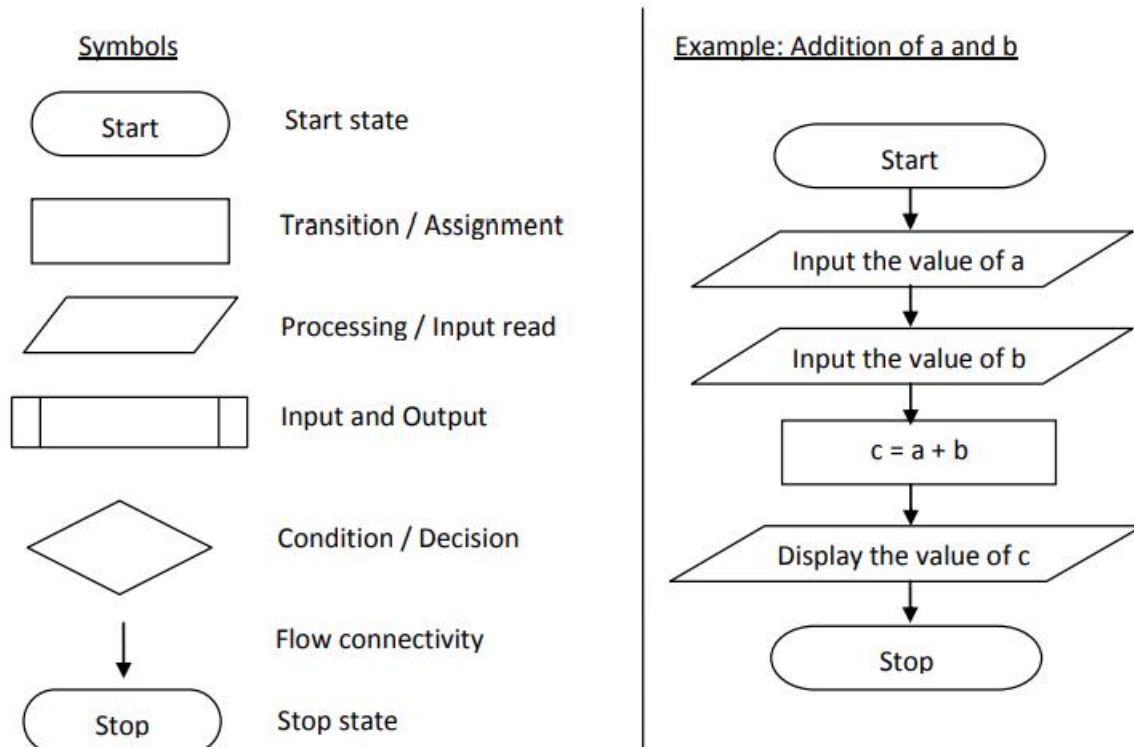 Symbols
Start
Start state
Transition / Assignment
Processing / Input read
Input and Output
Condition / Decision
Flow connectivity
Stop
Stop state
Example: Addition of a and b
Start
Input the value of a
Input the value of b
c = a + b
Display the value of c
Stop